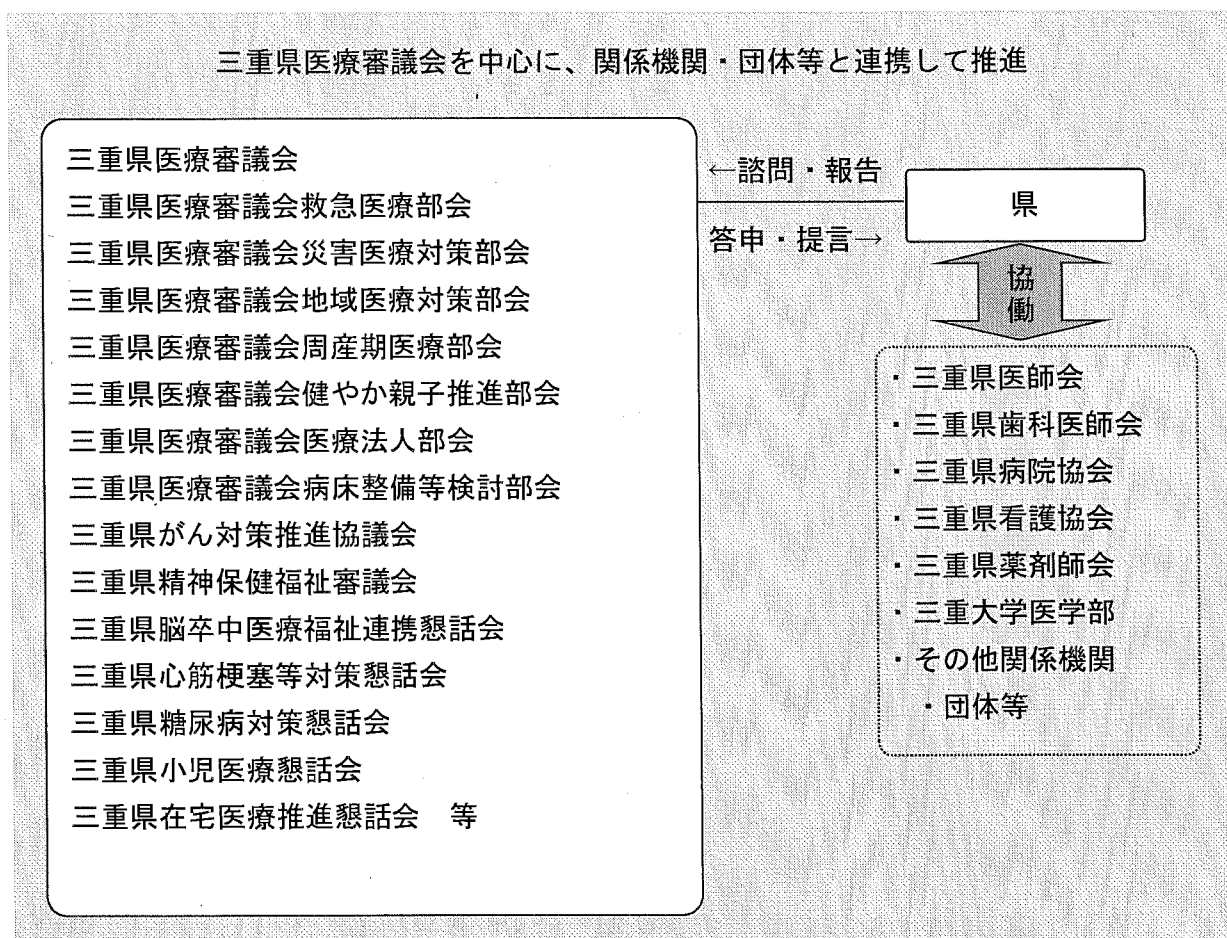 三重県医療審議会を中心に、関係機関・団体等と連携して推進
三重県医療審議会
三重県医療審議会救急医療部会
三重県医療審議会災害医療対策部会
三重県医療審議会地域医療対策部会
三重県医療審議会周産期医療部会
三重県医療審議会健やか親子推進部会
三重県医療審議会医療法人部会
三重県医療審議会病床整備等検討部会
三重県がん対策推進協議会
三重県精神保健福祉審議会
三重県脳卒中医療福祉連携懇話会
三重県心筋梗塞等対策懇話会
三重県糖尿病対策懇話会
三重県小児医療懇話会
三重県在宅医療推進懇話会　等
←諮問・報告
答申・提言→
県
協
働
・三重県医師会
・三重県歯科医師会
・三重県病院協会
・三重県看護協会
・三重県薬剤師会
・三重大学医学部
・その他関係機関
・団体等